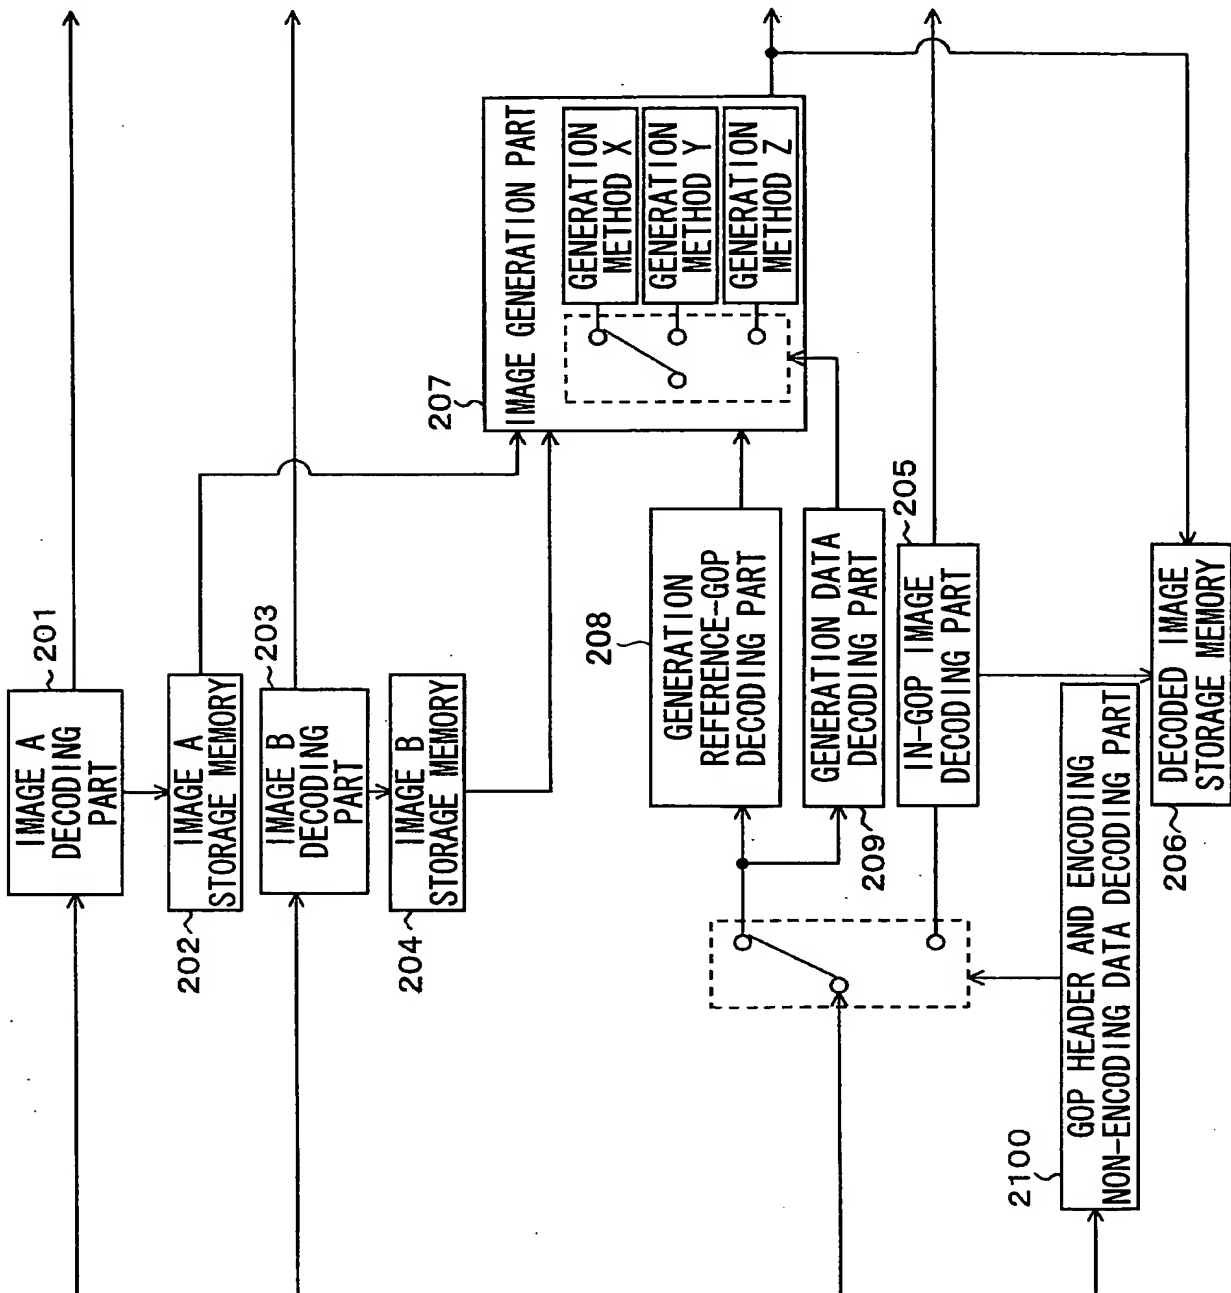 IMAGE A
DECODING
PART
201
IMAGE A
STORAGE MEMORY
202
IMAGE B
DECODING
PART
203
IMAGE B
STORAGE MEMORY
204
207
IMAGE GENERATION PART
GENERATION
METHOD X
GENERATION
METHOD Y
GENERATION
METHOD Z
208
GENERATION
REFERENCE-GOP
DECODING PART
GENERATION DATA
DECODING PART
209
IN-GOP IMAGE
DECODING PART
205
2100
GOP HEADER AND ENCODING
NON-ENCODING DATA DECODING PART
DECODED IMAGE
STORAGE MEMORY
206